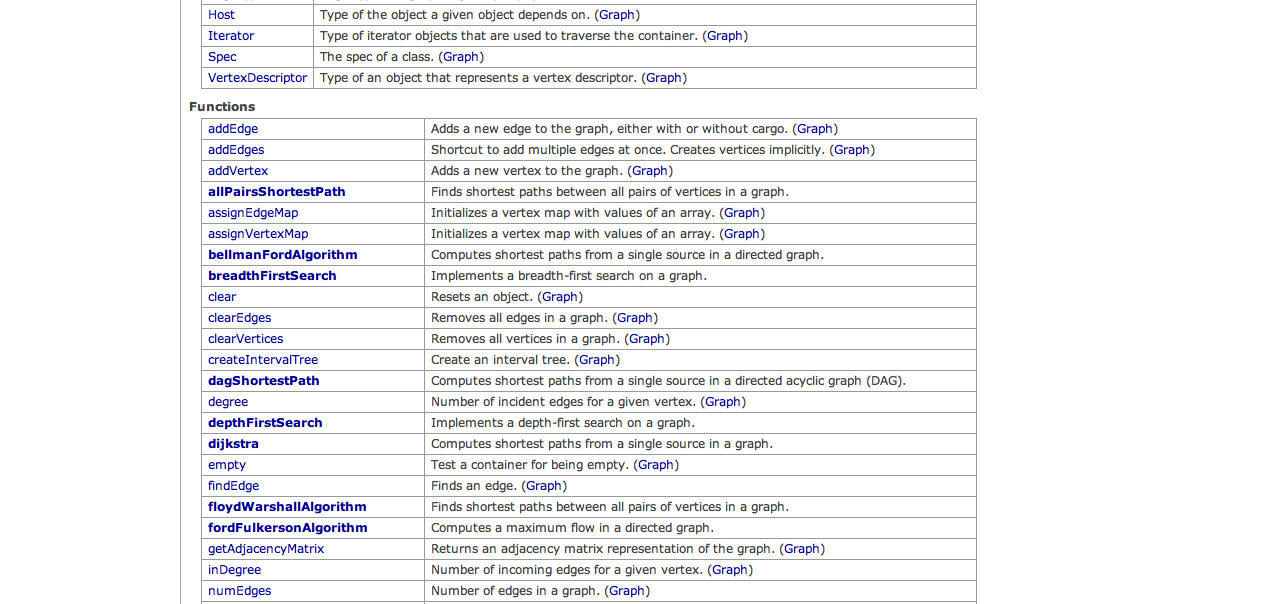 Host Type of the object a given object depends on. (Graph)
Iterator Type of iterator objects that are used to traverse the container. (Graph)
Spec The spec of a class. (Graph)
VertexDescriptor Type of an object that represents a vertex descriptor. (Graph)
Functions
addEdge Adds a new edge to the graph, either with or without cargo. (Graph)
addEdges Shortcut to add multiple edges at once. Creates vertices implicitly. (Graph)
addVertex Adds a new vertex to the graph. (Graph)
allPairsShortestPath Finds shortest paths between all pairs of vertices in a graph.
assignEdgeMap Initializes a vertex map with values of an array. (Graph)
assignVertexMap Initializes a vertex map with values of an array. (Graph)
bellmanFordAlgorithm Computes shortest paths from a single source in a directed graph.
breadthFirstSearch Implements a breadth-first search on a graph.
clear Resets an object. (Graph)
clearEdges Removes all edges in a graph. (Graph)
clearVertices Removes all vertices in a graph. (Graph)
createIntervalTree Create an interval tree. (Graph)
dagShortestPath Computes shortest paths from a single source in a directed acyclic graph (DAG).
degree Number of incident edges for a given vertex. (Graph)
depthFirstSearch Implements a depth-first search on a graph.
dijkstra Computes shortest paths from a single source in a graph.
empty Test a container for being empty. (Graph)
findEdge Finds an edge. (Graph)
floydWarshallAlgorithm Finds shortest paths between all pairs of vertices in a graph.
fordFulkersonAlgorithm Computes a maximum flow in a directed graph.
getAdjacencyMatrix Returns an adjacency matrix representation of the graph. (Graph)
inDegree Number of incoming edges for a given vertex. (Graph)
numEdges Number of edges in a graph. (Graph)